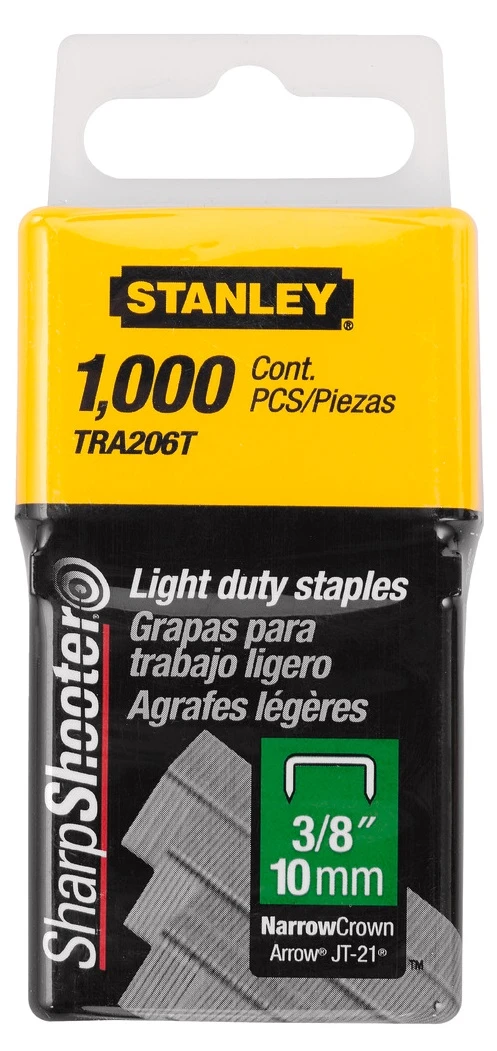 STANLEY®
1,000 Cont.
PCS/Piezas
TRA206T
SharpShooter®
Light duty staples
Grapas para
trabajo ligero
Agrafes légères
3/8″
10mm
NarrowCrown
Arrow® JT-21®
™